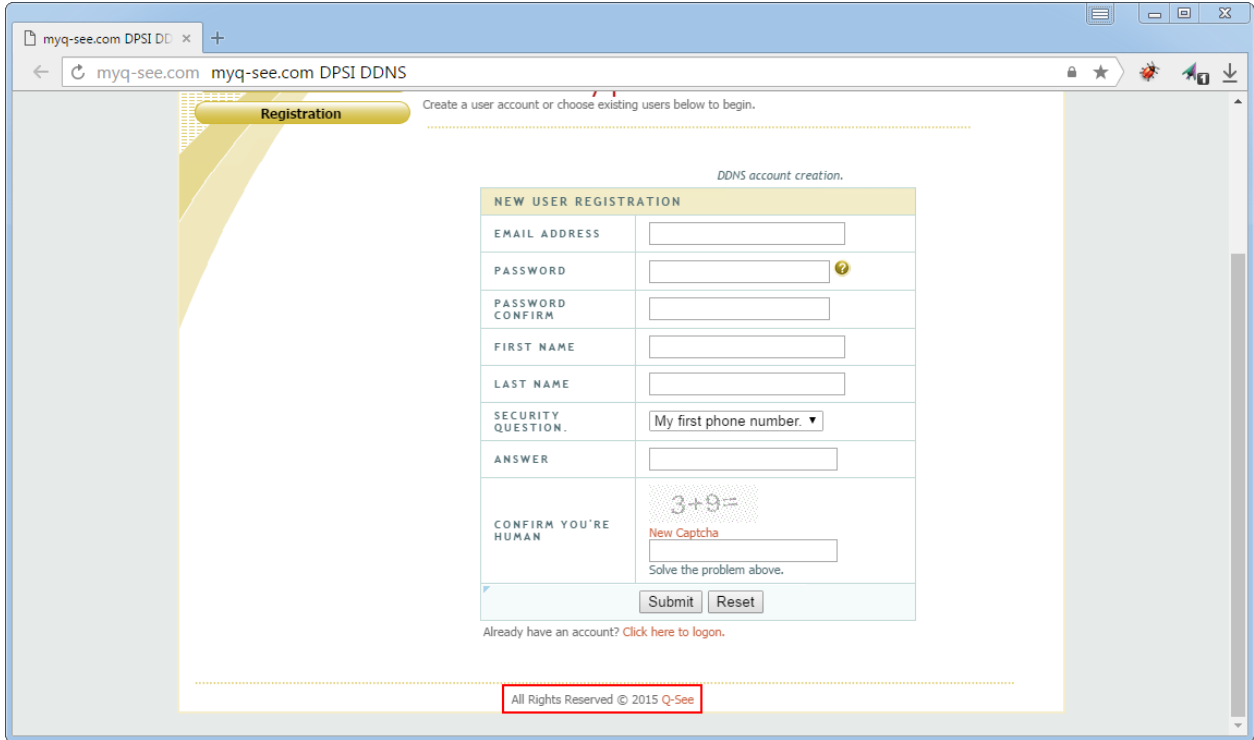 myq-see.com DPSI DD
myq-see.com myq-see.com DPSI DDNS
1
Registration
Create a user account or choose existing users below to begin.
DDNS account creation.
NEW USER REGISTRATION
EMAIL ADDRESS
PASSWORD
?
PASSWORD
CONFIRM
FIRST NAME
LAST NAME
SECURITY
QUESTION.
My first phone number.
ANSWER
3+9=
CONFIRM YOU'RE
HUMAN
New Captcha
Solve the problem above.
Submit Reset
Already have an account? Click here to logon.
All Rights Reserved © 2015 Q-See